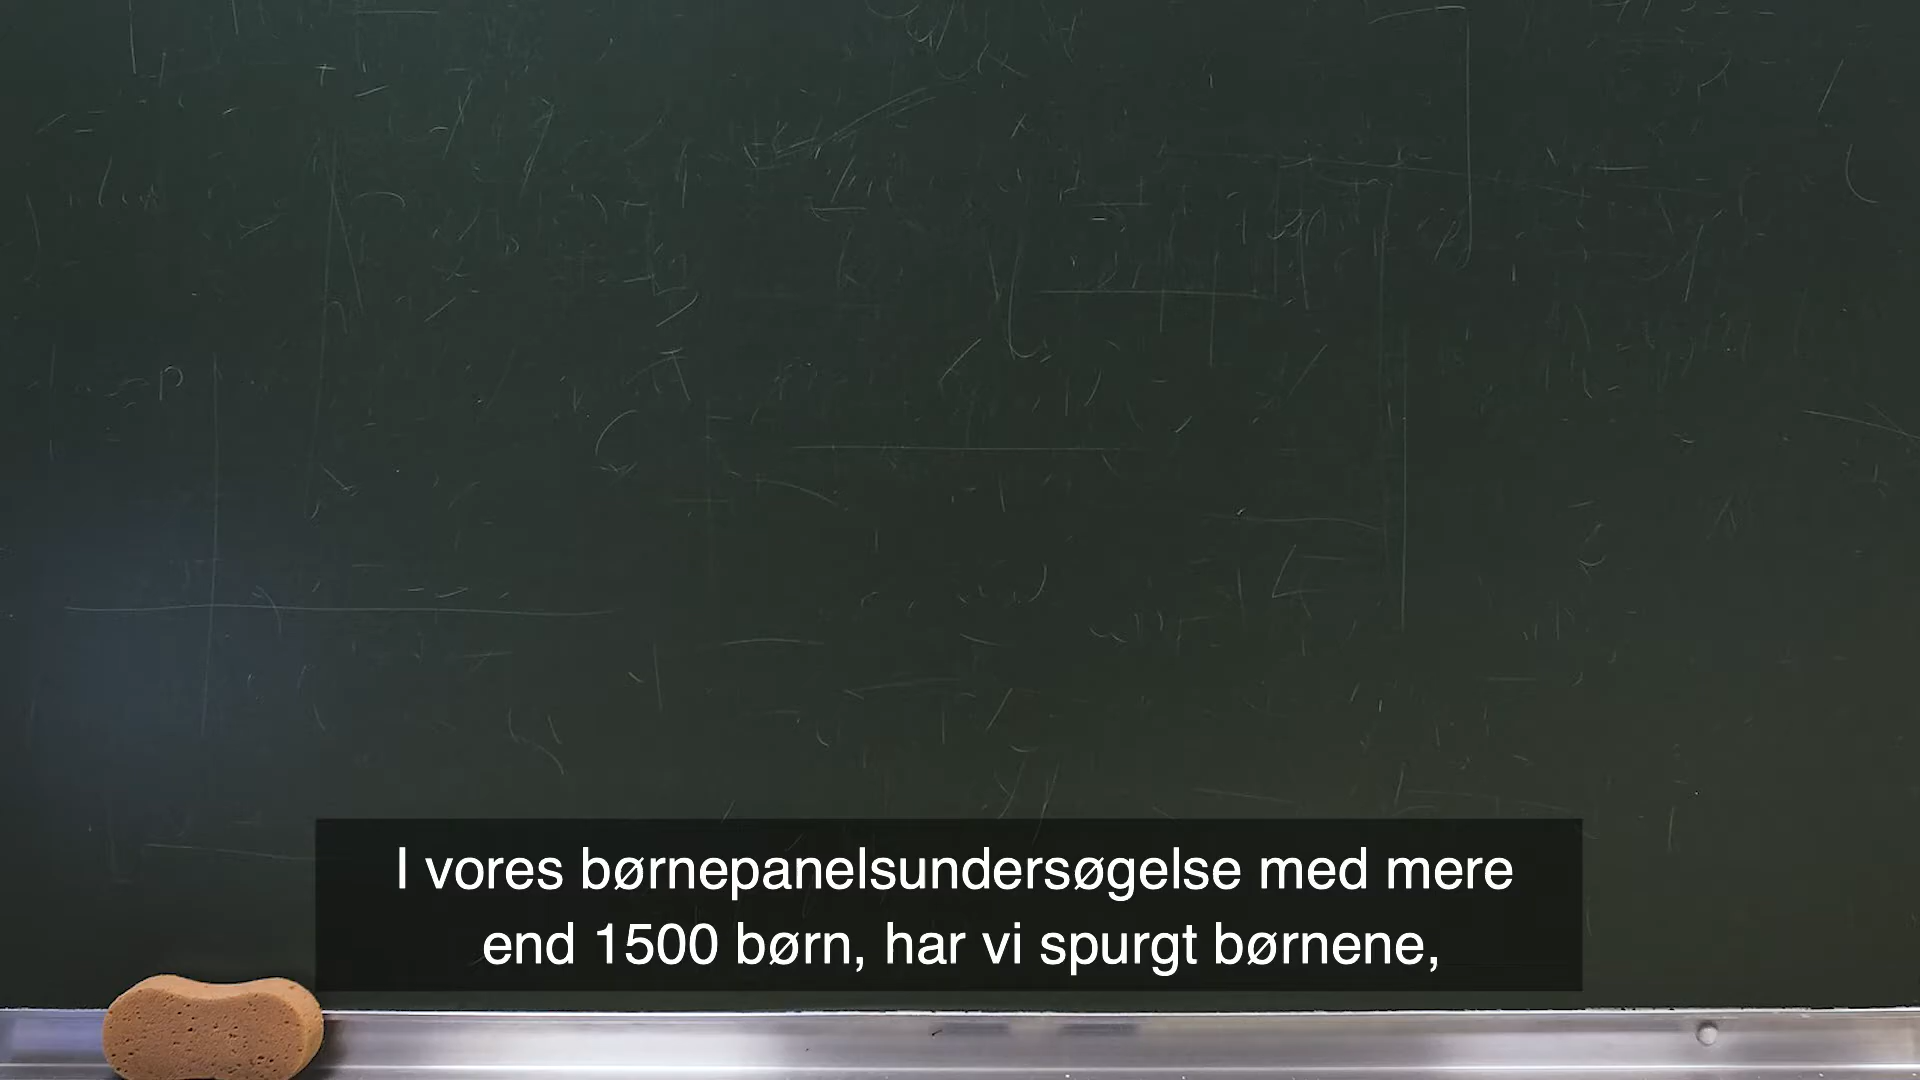 I vores børnepanelsundersøgelse med mere
end 1500 børn, har vi spurgt børnene,